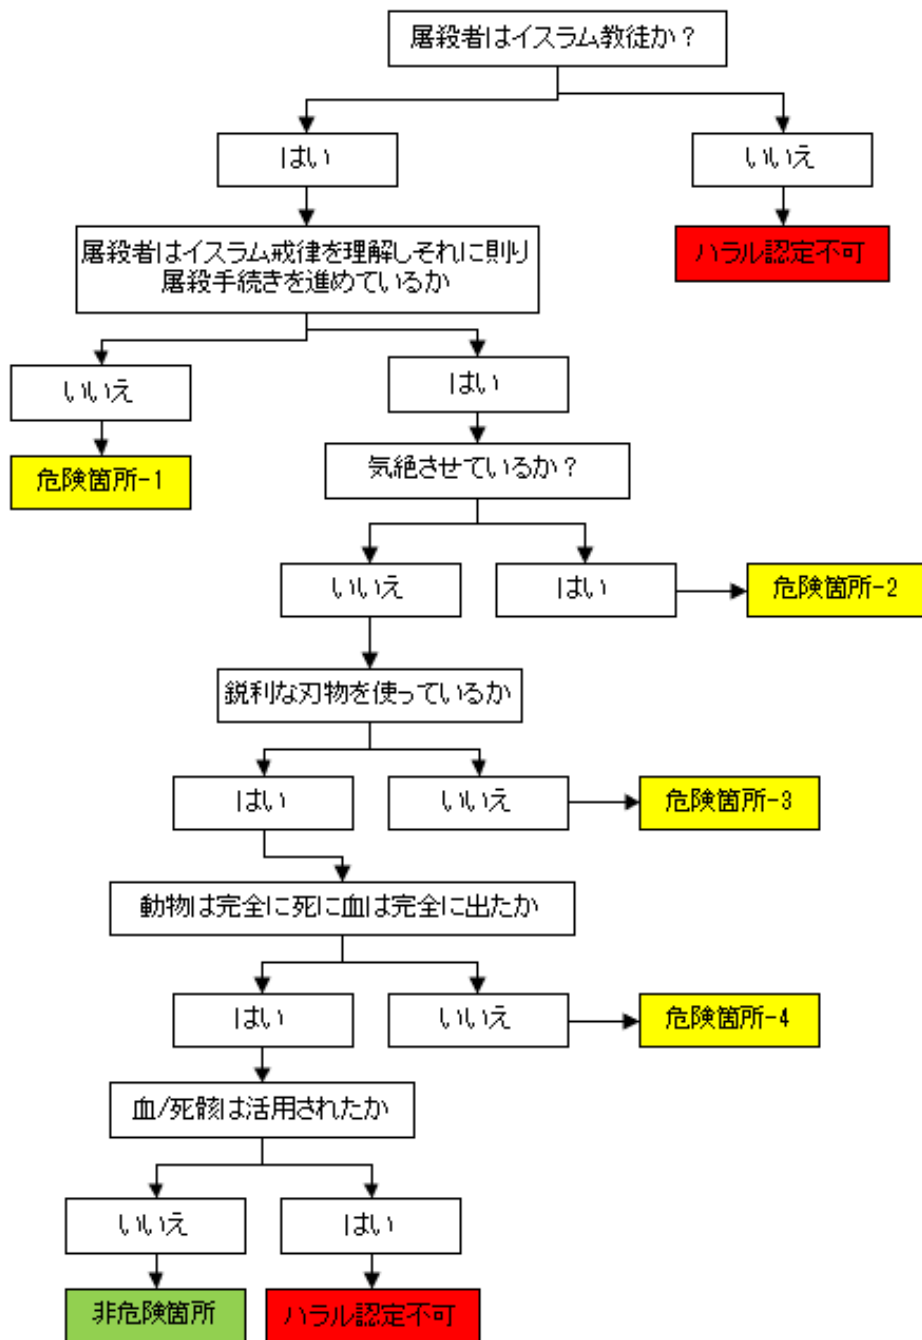 屠殺者はイスラム教徒か？
はい
いいえ
屠殺者はイスラム戒律を理解しそれに則り
屠殺手続きを進めているか
ハラル認定不可
いいえ
はい
危険箇所-1
気絶させているか？
いいえ
はい
危険箇所-2
鋭利な刃物を使っているか
はい
いいえ
危険箇所-3
動物は完全に死に血は完全に出たか
はい
いいえ
危険箇所-4
血/死骸は活用されたか
いいえ
はい
非危険箇所
ハラル認定不可